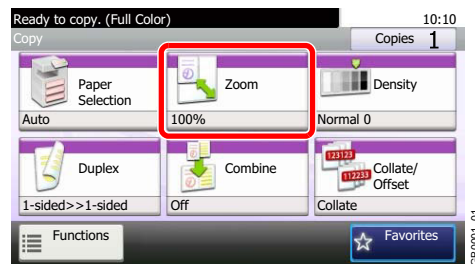 Ready to copy. (Full Color) 10:10
Copy Copies 1
Paper Selection
Auto
Zoom
100%
Density
Normal 0
Duplex
1-sided>>1-sided
Combine
Off
123123
112233
Collate/
Offset
Collate
Functions
Favorites